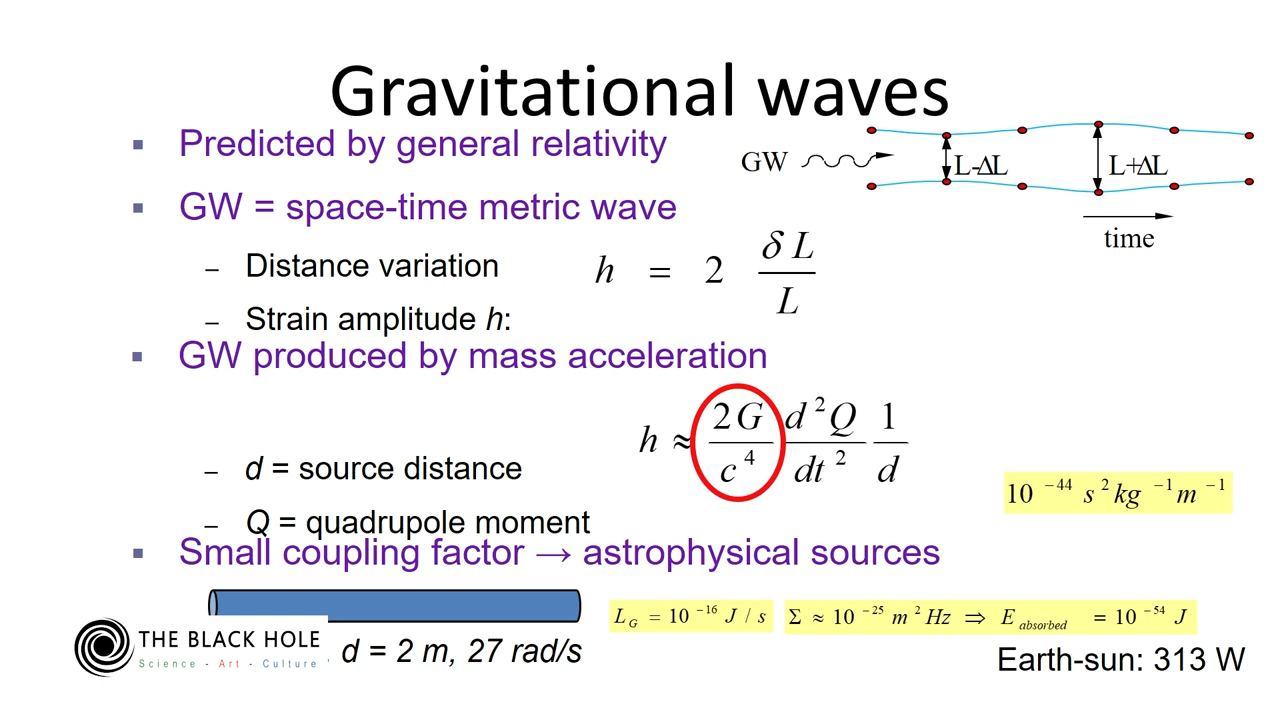 Gravitational waves
▪ Predicted by general relativity
GW
L-ΔL
L+ΔL
time
▪ GW = space-time metric wave
– Distance variation
h = 2 δL / L
– Strain amplitude h:
▪ GW produced by mass acceleration
h ≈ 2G/c⁴ d²Q/dt² 1/d
– d = source distance
10⁻⁴⁴ s² kg⁻¹ m⁻¹
– Q = quadrupole moment
▪ Small coupling factor → astrophysical sources
L_G = 10⁻¹⁶ J / s
Σ ≈ 10⁻²⁵ m² Hz ⇒ E_absorbed = 10⁻⁵⁴ J
THE BLACK HOLE
Science - Art - Culture
d = 2 m, 27 rad/s
Earth-sun: 313 W